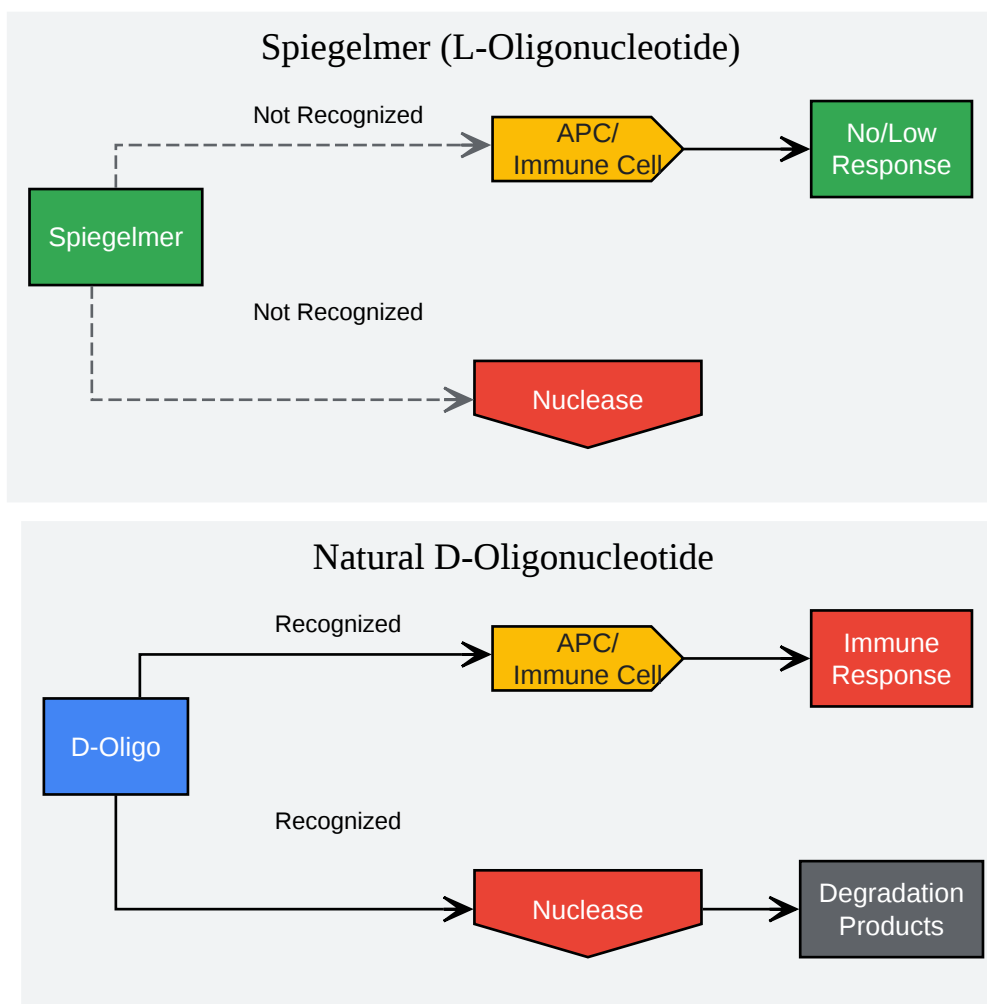 Spiegelmer (L-Oligonucleotide)
Not Recognized
APC/
Immune Cell
No/Low
Response
Spiegelmer
Not Recognized
Nuclease
Natural D-Oligonucleotide
Recognized
APC/
Immune Cell
Immune
Response
D-Oligo
Recognized
Nuclease
Degradation
Products